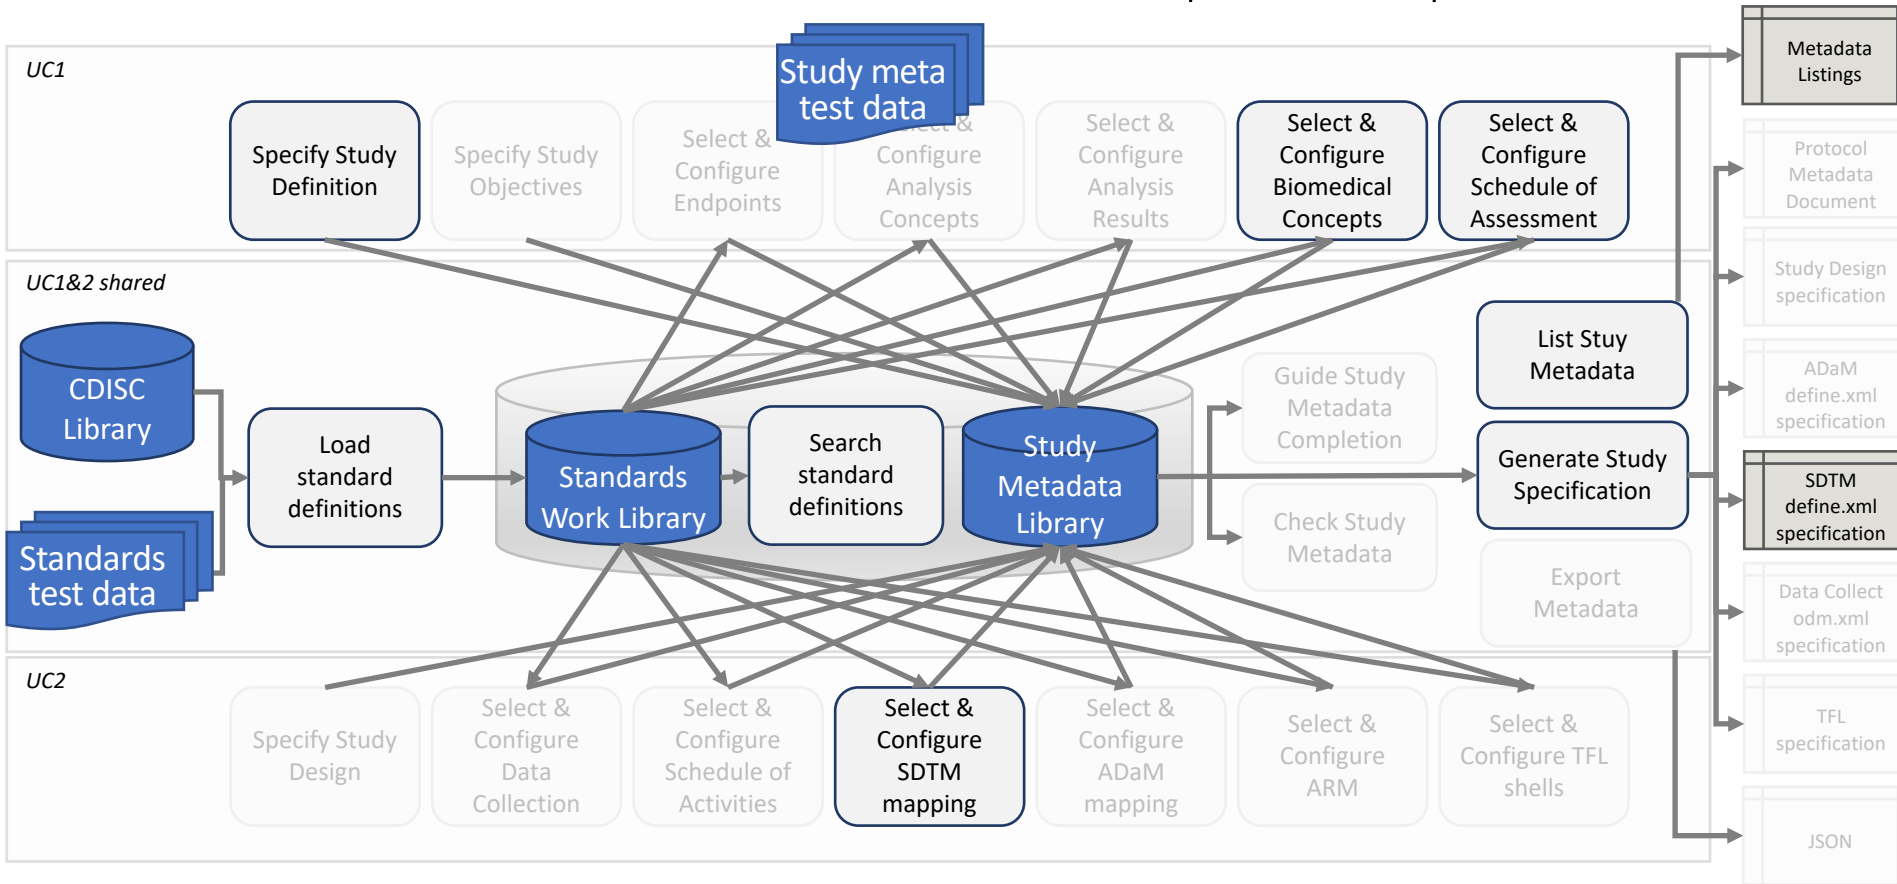 UC1
Study meta
test data
Specify Study
Definition
Specify Study
Objectives
Select &
Configure
Endpoints
Select &
Configure
Analysis
Concepts
Select &
Configure
Analysis
Results
Select &
Configure
Biomedical
Concepts
Select &
Configure
Schedule of
Assessment
UC1&2 shared
CDISC
Library
Standards
test data
Load
standard
definitions
Standards
Work Library
Search
standard
definitions
Study
Metadata
Library
Guide Study
Metadata
Completion
Check Study
Metadata
List Stuy
Metadata
Generate Study
Specification
Export
Metadata
UC2
Specify Study
Design
Select &
Configure
Data
Collection
Select &
Configure
Schedule of
Activities
Select &
Configure
SDTM
mapping
Select &
Configure
ADaM
mapping
Select &
Configure
ARM
Select &
Configure TFL
shells
Metadata
Listings
Protocol
Metadata
Document
Study Design
specification
ADaM
define.xml
specification
SDTM
define.xml
specification
Data Collect
odm.xml
specification
TFL
specification
JSON